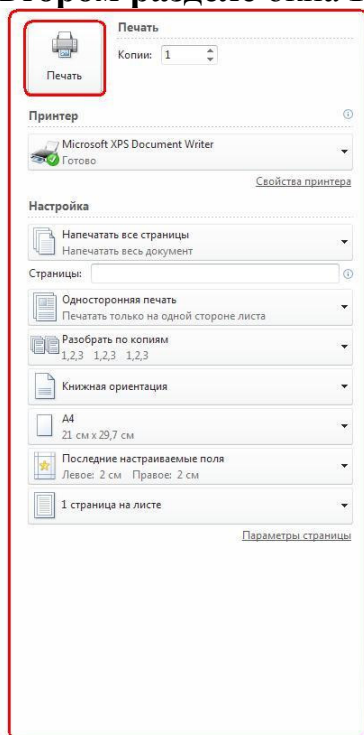 Печать
Копии: 1
Печать
Принтер
Microsoft XPS Document Writer
Готово
Свойства принтера
Настройка
Напечатать все страницы
Напечатать весь документ
Страницы:
Односторонняя печать
Печатать только на одной стороне листа
Разобрать по копиям
1,2,3 1,2,3 1,2,3
Книжная ориентация
A4
21 см x 29,7 см
Последние настраиваемые поля
Левое: 2 см Правое: 2 см
1 страница на листе
Параметры страницы